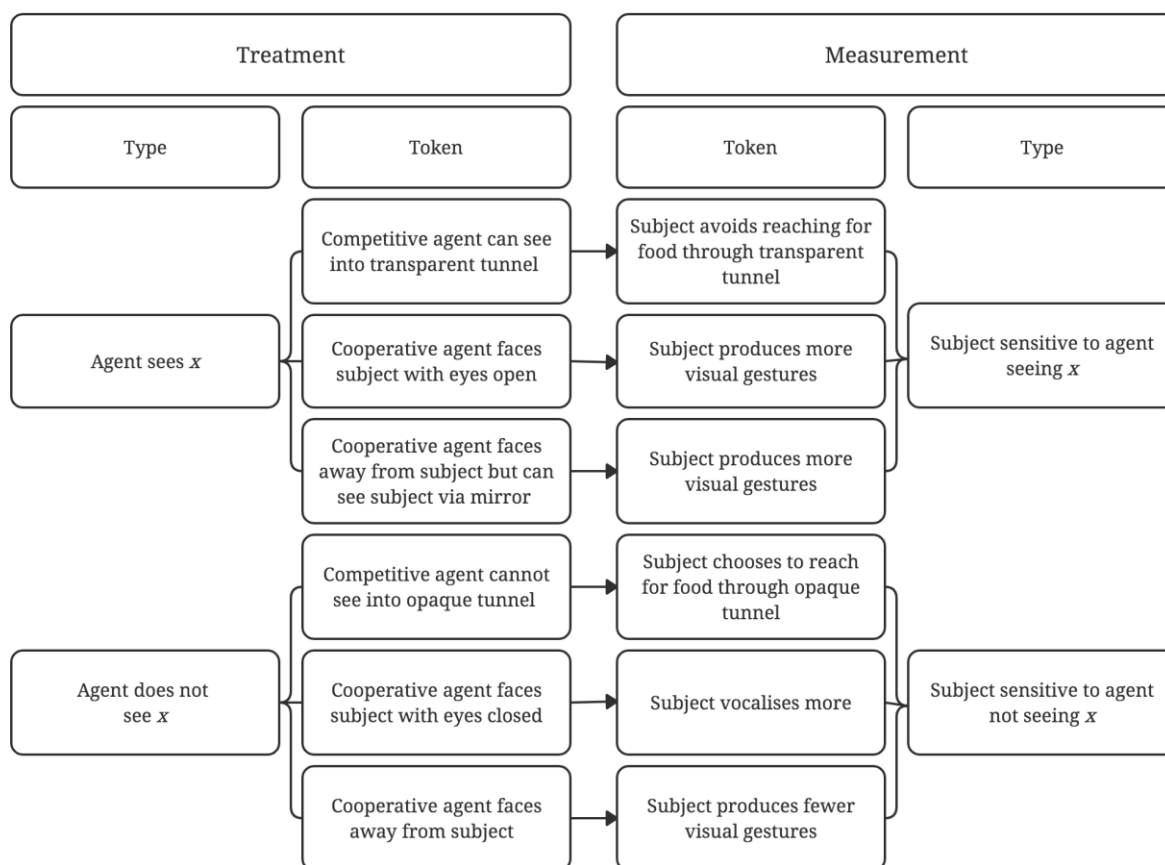 Treatment
Measurement
Type
Token
Token
Type
Competitive agent can see
into transparent tunnel
Subject avoids reaching for
food through transparent
tunnel
Agent sees x
Cooperative agent faces
subject with eyes open
Subject produces more
visual gestures
Subject sensitive to agent
seeing x
Cooperative agent faces
away from subject but can
see subject via mirror
Subject produces more
visual gestures
Competitive agent cannot
see into opaque tunnel
Subject chooses to reach
for food through opaque
tunnel
Agent does not
see x
Cooperative agent faces
subject with eyes closed
Subject vocalises more
Subject sensitive to agent
not seeing x
Cooperative agent faces
away from subject
Subject produces fewer
visual gestures